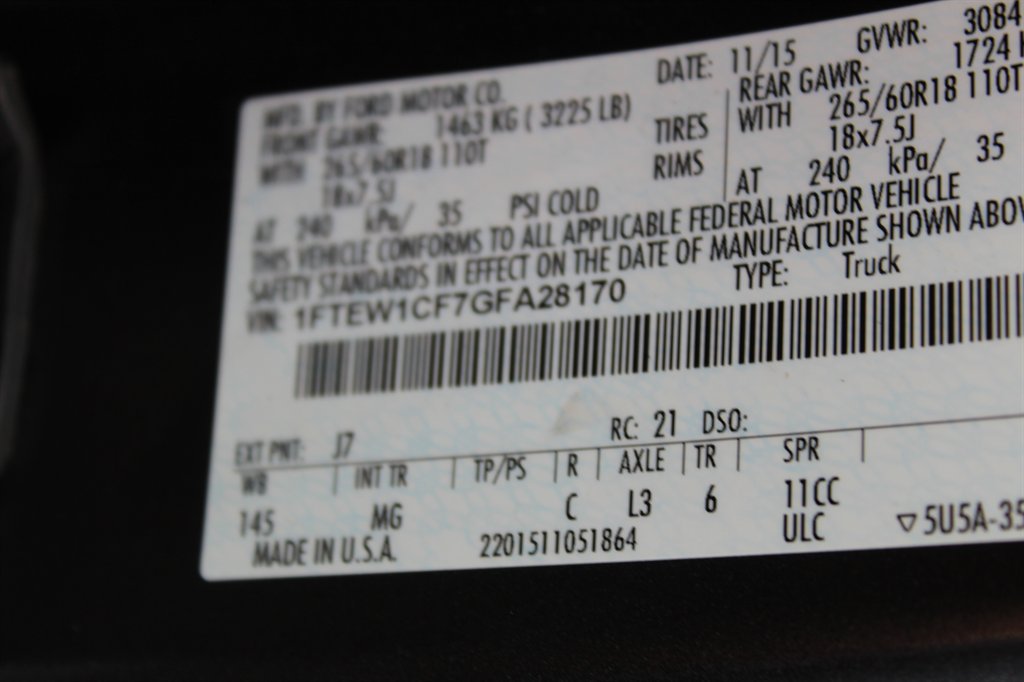 MFD. BY FORD MOTOR CO. DATE: 11/15 GVWR: 3084
FRONT GAWR: 1463 KG ( 3225 LB) REAR GAWR: 1724
WITH 265/60R18 110T TIRES WITH 265/60R18 110T
18x7.5J RIMS 18x7.5J
AT 240 kPa/ 35 PSI COLD AT 240 kPa/ 35
THIS VEHICLE CONFORMS TO ALL APPLICABLE FEDERAL MOTOR VEHICLE
SAFETY STANDARDS IN EFFECT ON THE DATE OF MANUFACTURE SHOWN ABOV
VIN: 1FTEW1CF7GFA28170 TYPE: Truck
EXT PNT: J7 RC: 21 DSO:
WB INT TR TP/PS R AXLE TR SPR
145 MG C L3 6 11CC
MADE IN U.S.A. 2201511051864 ULC ▽5U5A-35